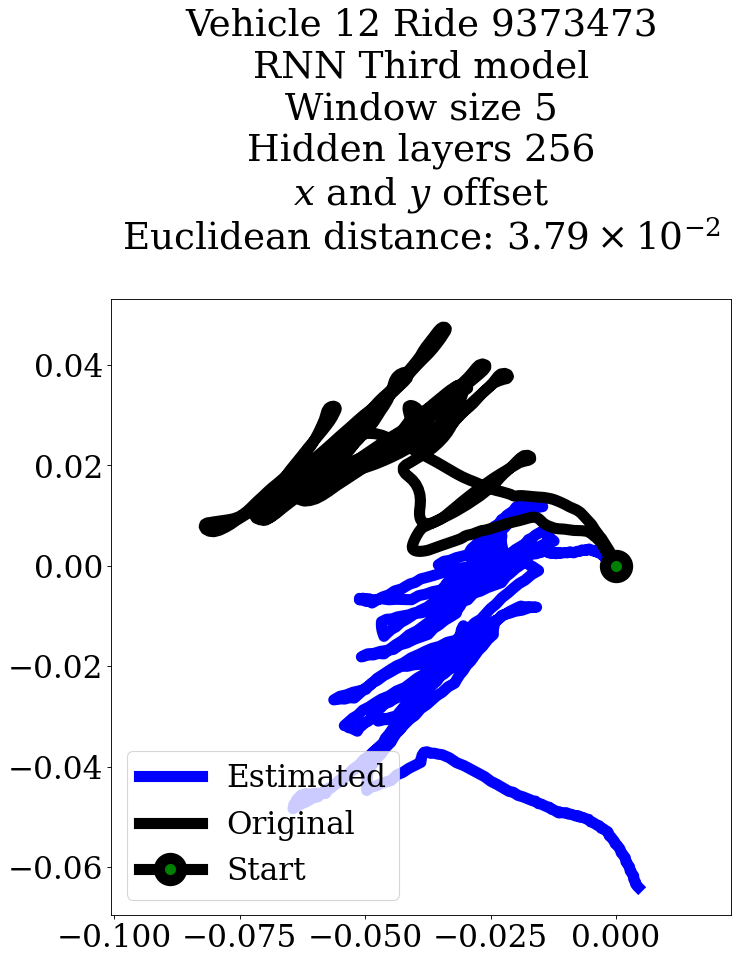 Vehicle 12 Ride 9373473
RNN Third model
Window size 5
Hidden layers 256
x and y offset
Euclidean distance: 3.79 × 10⁻²
0.04
0.02
0.00
−0.02
−0.04
−0.06
Estimated
Original
Start
−0.100 −0.075 −0.050 −0.025 0.000